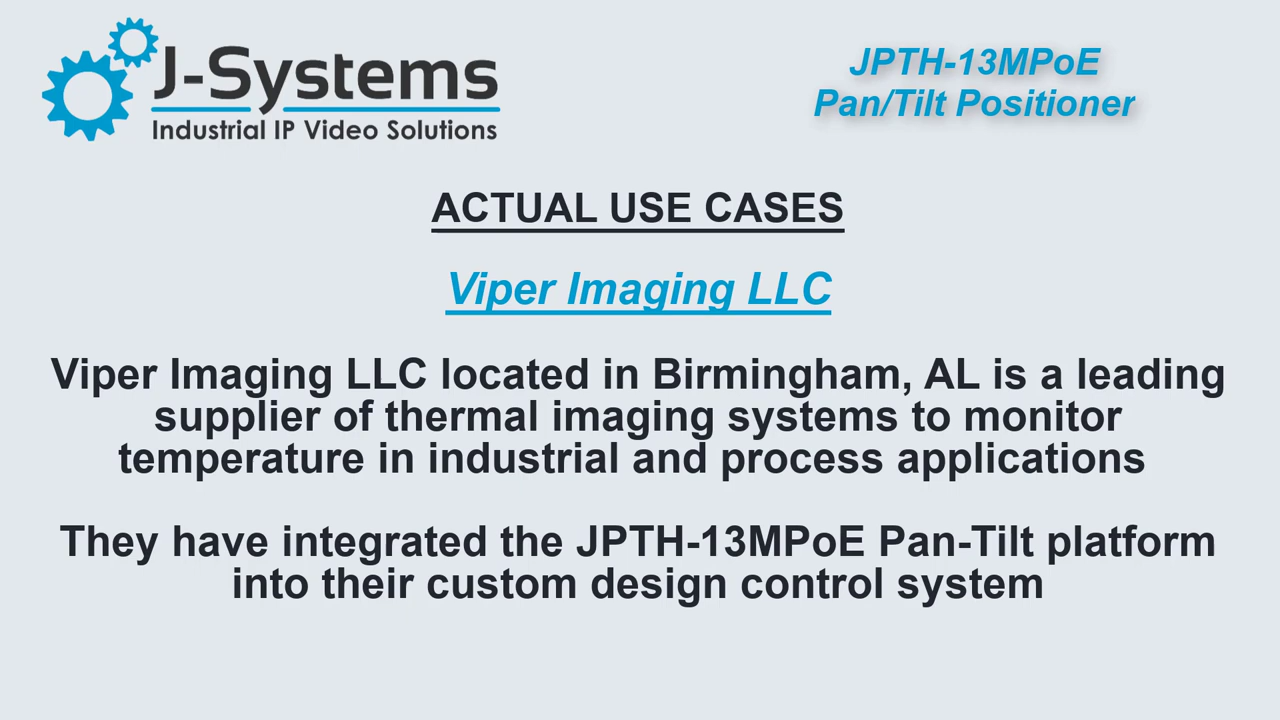 J-Systems
Industrial IP Video Solutions
JPTH-13MPoE
Pan/Tilt Positioner
ACTUAL USE CASES
Viper Imaging LLC
Viper Imaging LLC located in Birmingham, AL is a leading
supplier of thermal imaging systems to monitor
temperature in industrial and process applications
They have integrated the JPTH-13MPoE Pan-Tilt platform
into their custom design control system